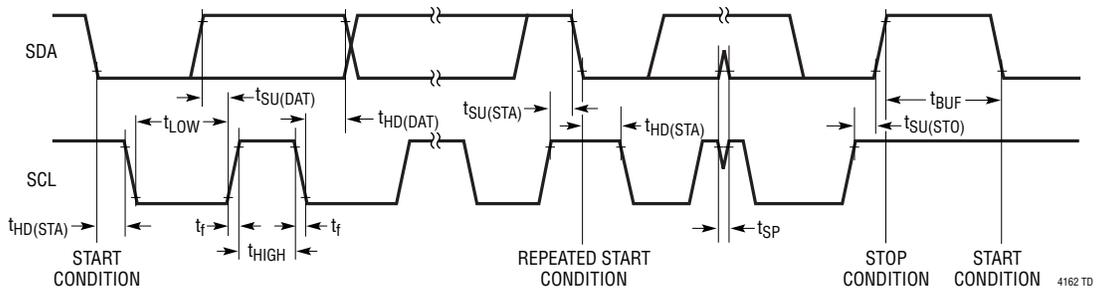 SDA
tSU(DAT)
tLOW
tHD(DAT)
tSU(STA)
tHD(STA)
tBUF
tSU(STO)
SCL
tHD(STA)
tf
tHIGH
tf
tSP
START
CONDITION
REPEATED START
CONDITION
STOP
CONDITION
START
CONDITION
4162 TD